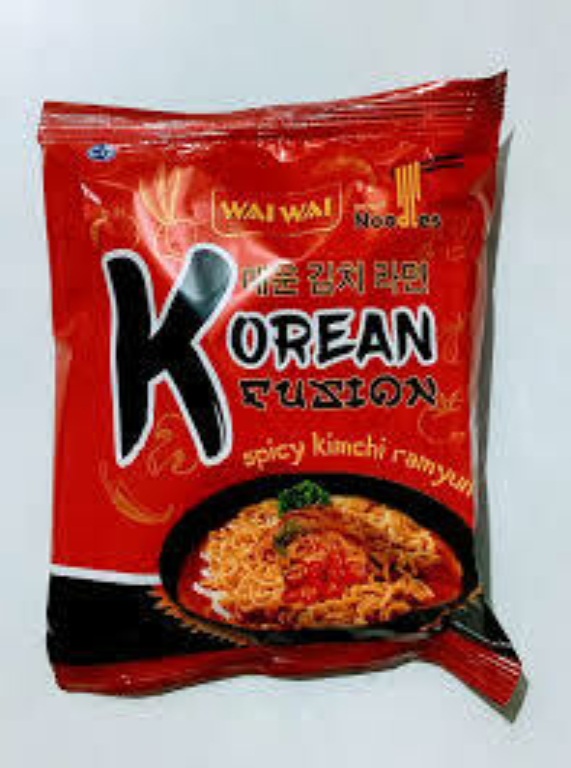 WAI WAI
Noodles
매운 김치 라면
KOREAN
FUSION
spicy kimchi ramyun